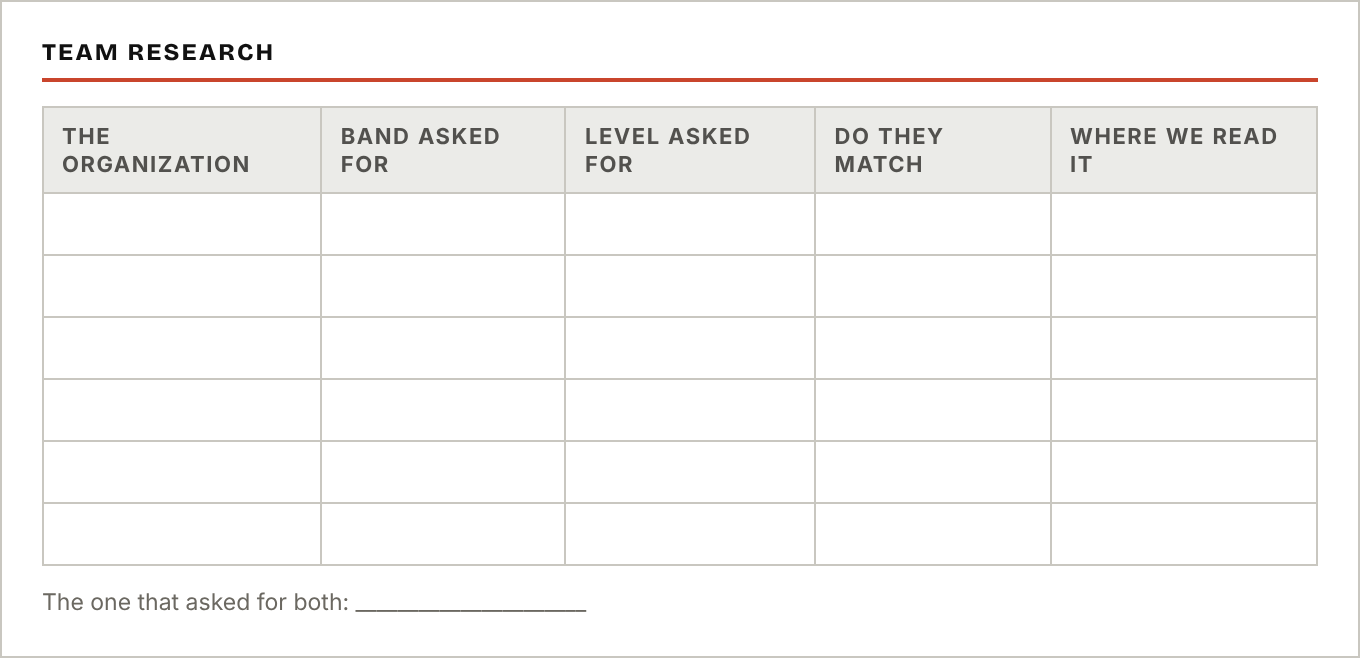 TEAM RESEARCH
THE
ORGANIZATION
BAND ASKED
FOR
LEVEL ASKED
FOR
DO THEY
MATCH
WHERE WE READ
IT
The one that asked for both: ____________________